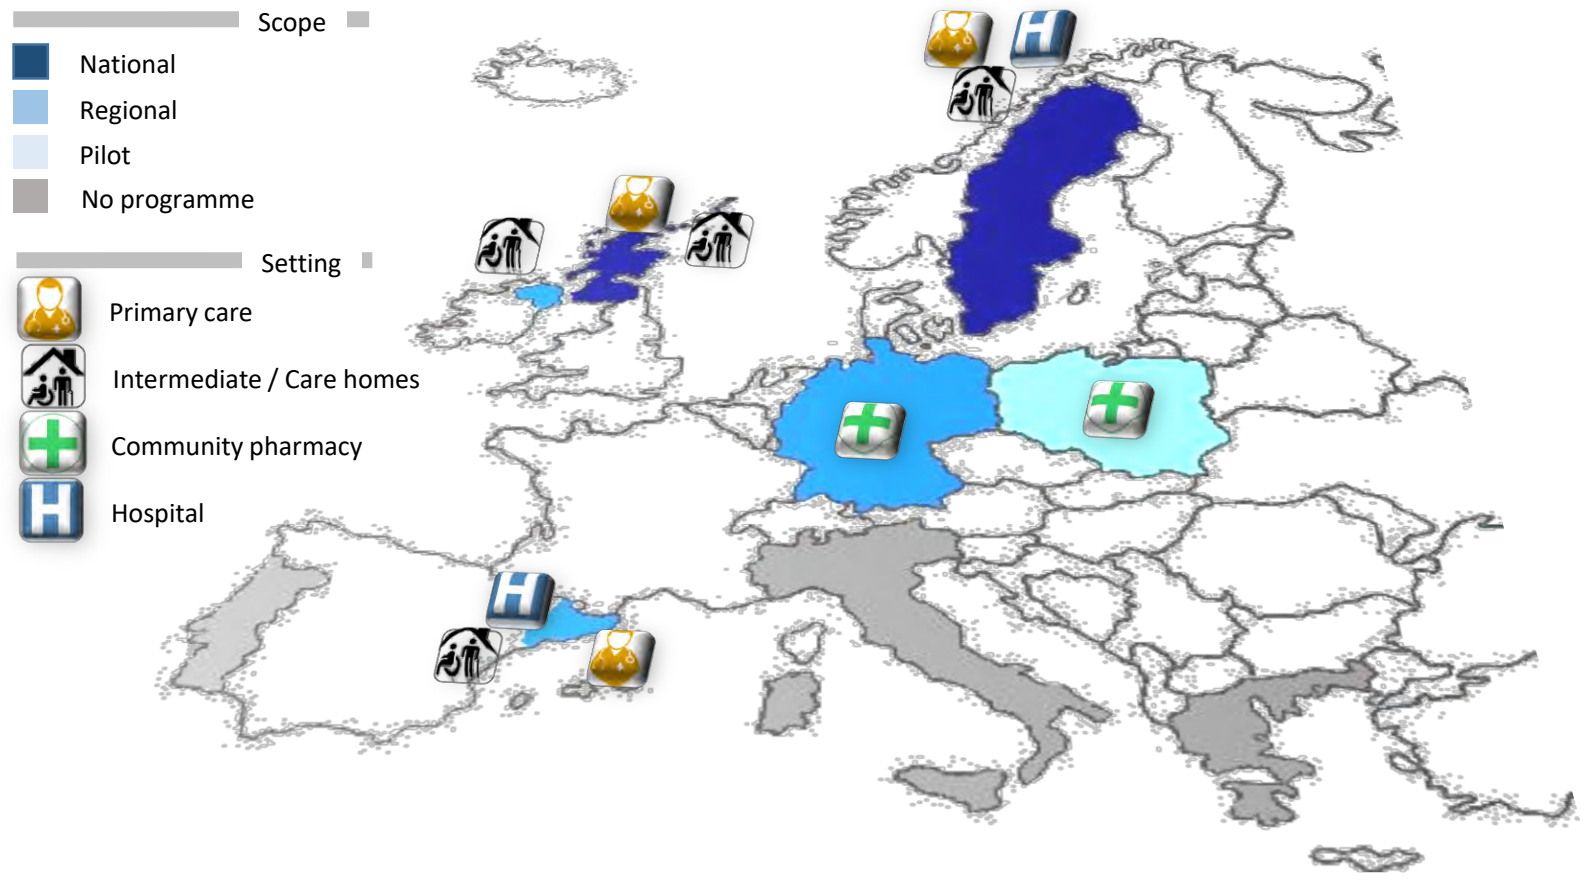 Scope
National
Regional
Pilot
No programme
Setting
Primary care
Intermediate / Care homes
Community pharmacy
H Hospital
H
H